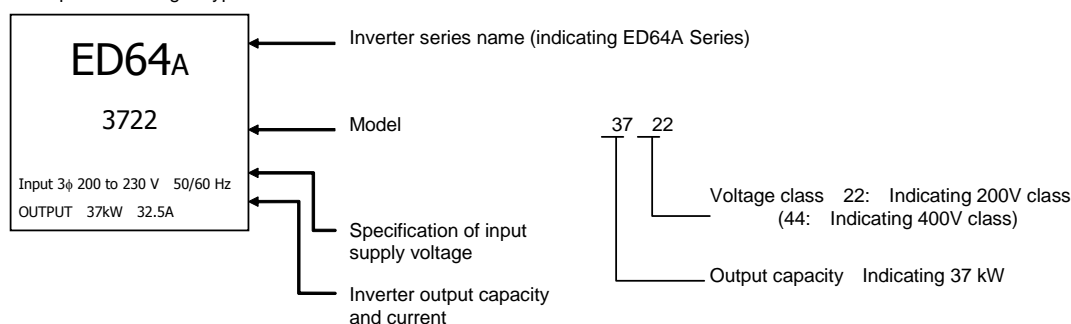 ED64A
3722
Input 3ϕ 200 to 230 V 50/60 Hz
OUTPUT 37kW 32.5A
Inverter series name (indicating ED64A Series)
Model
Specification of input
supply voltage
Inverter output capacity
and current
37 22
Voltage class 22: Indicating 200V class
(44: Indicating 400V class)
Output capacity Indicating 37 kW